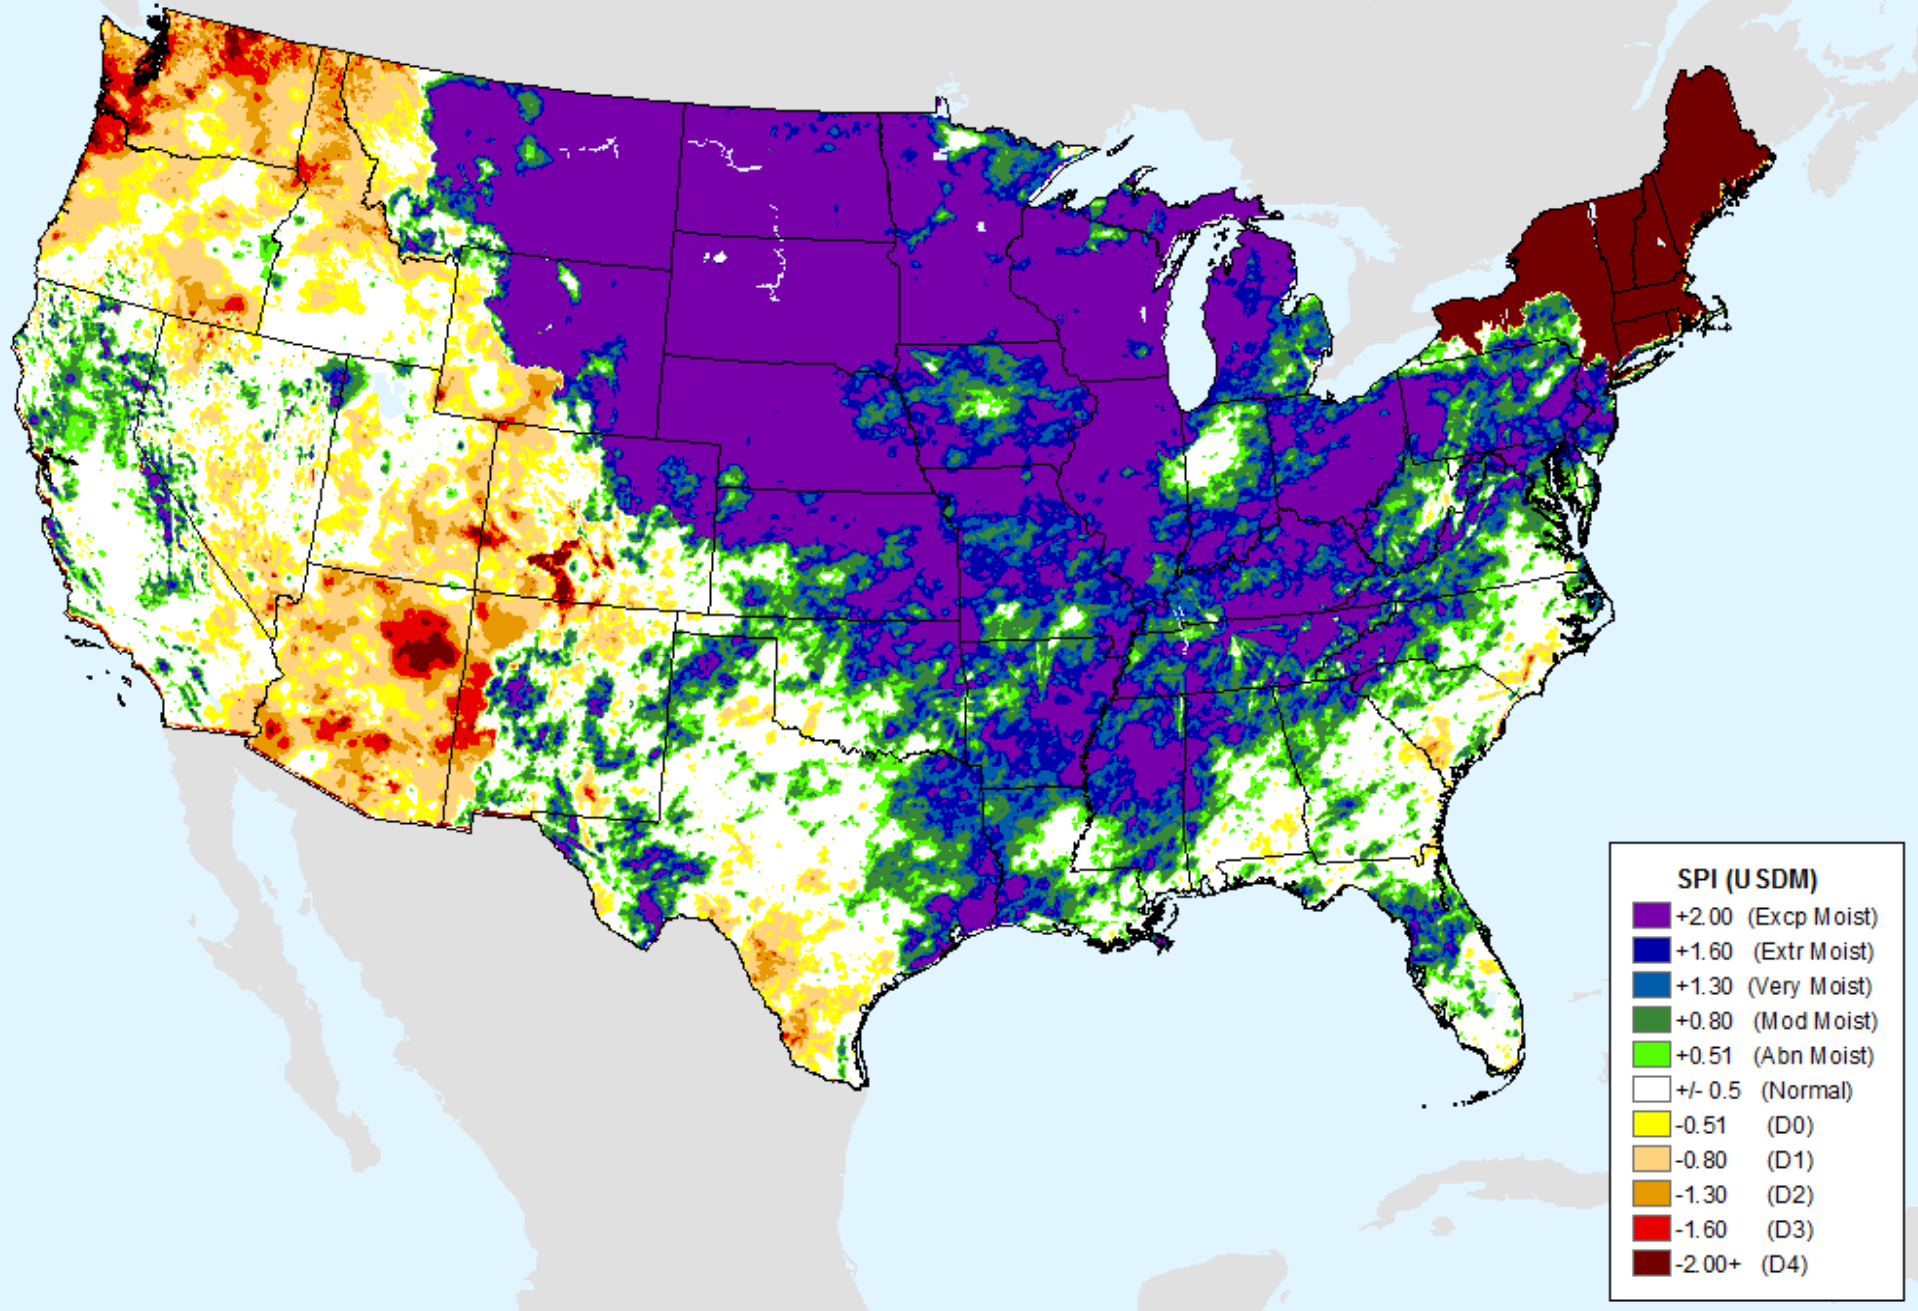 SPI (USDM)
+2.00 (Excp Moist)
+1.60 (Extr Moist)
+1.30 (Very Moist)
+0.80 (Mod Moist)
+0.51 (Abn Moist)
+/- 0.5 (Normal)
-0.51 (D0)
-0.80 (D1)
-1.30 (D2)
-1.60 (D3)
-2.00+ (D4)